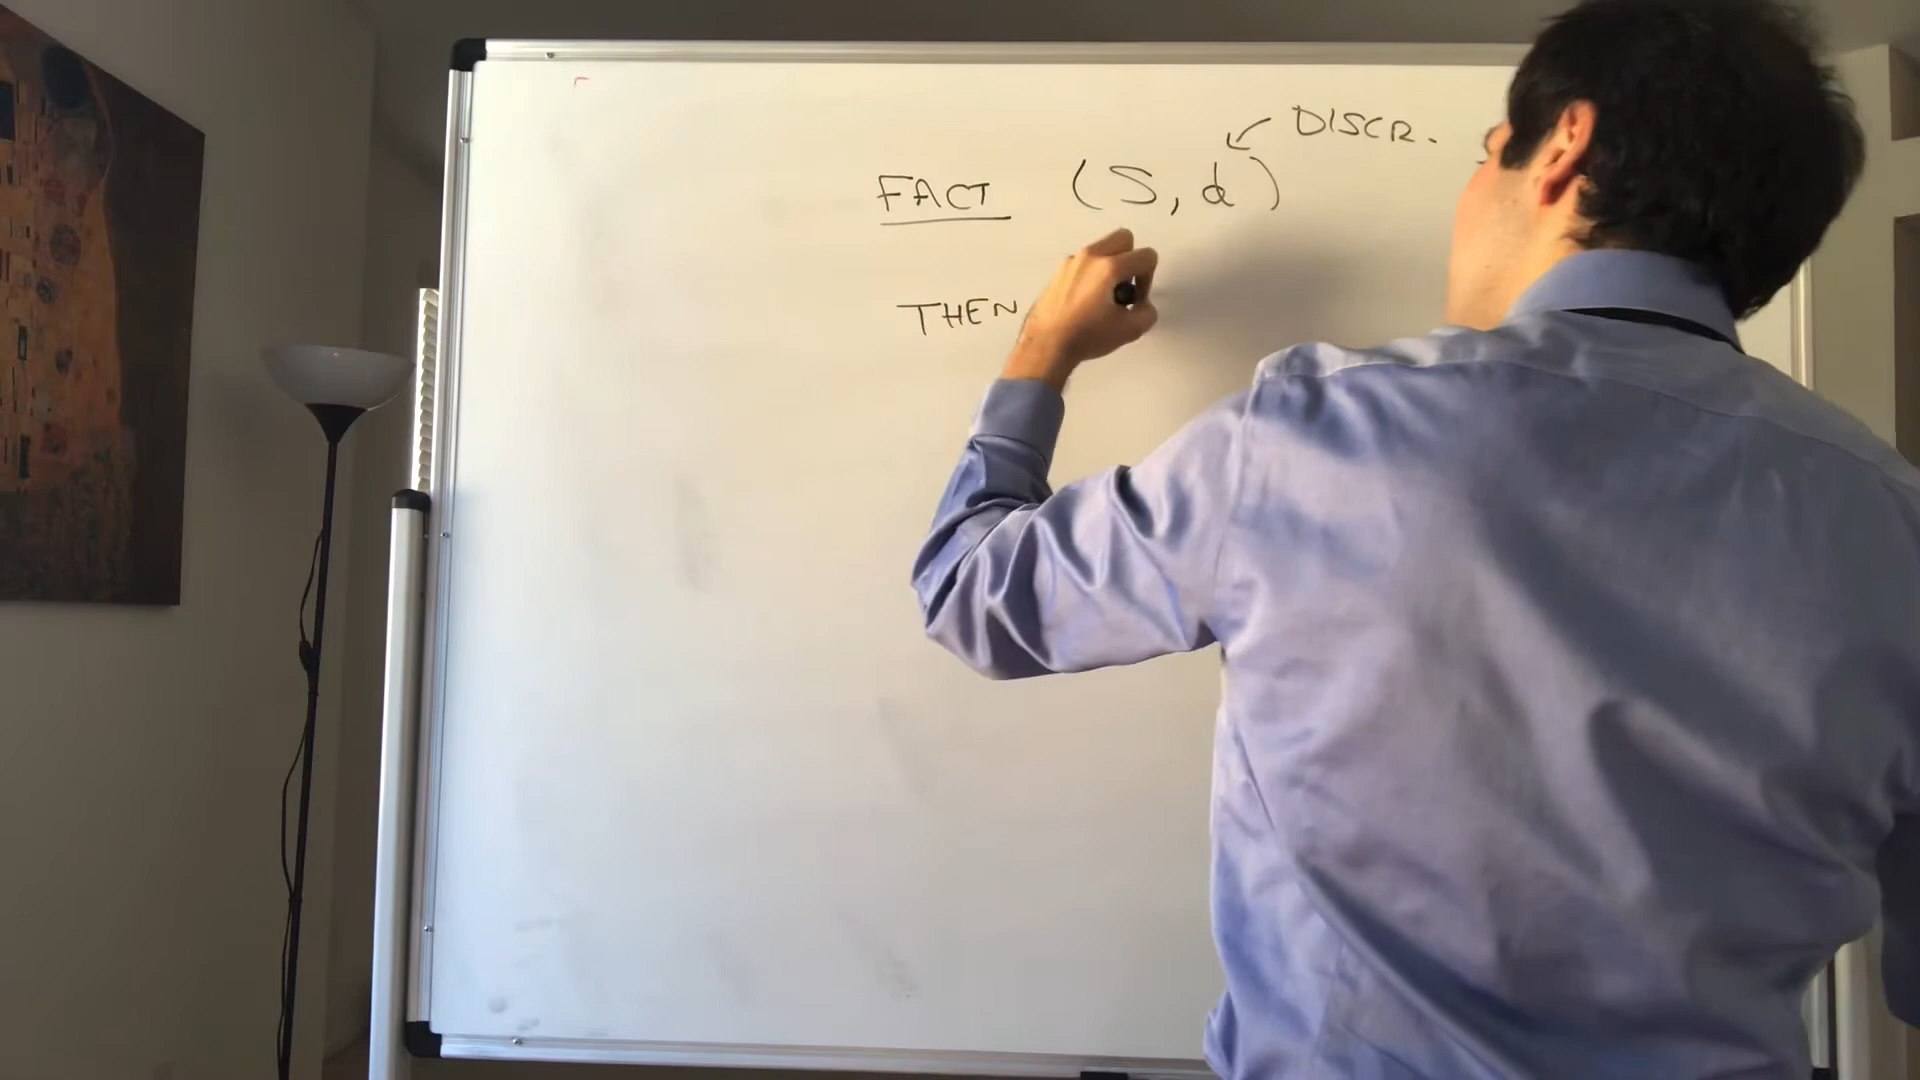 DISCR.
FACT (S, d)
THEN